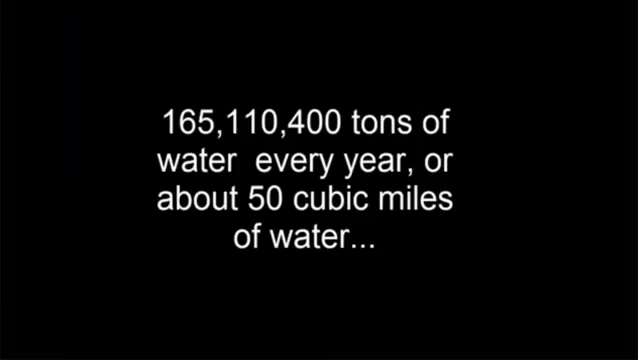 165,110,400 tons of
water  every year, or
about 50 cubic miles
of water...